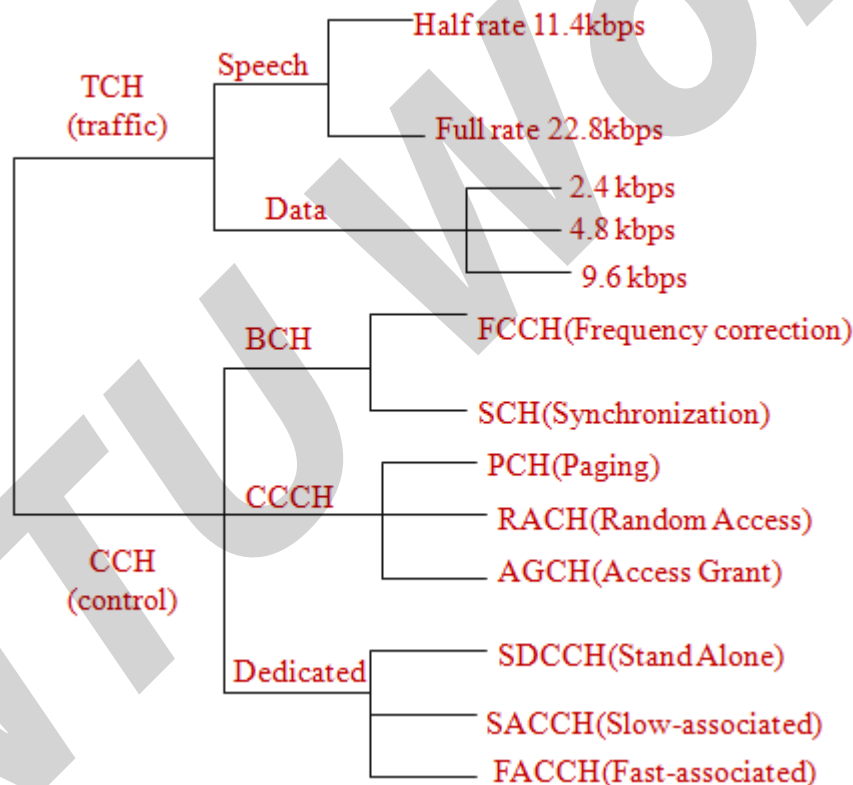 Half rate 11.4kbps
Speech
TCH
(traffic)
Full rate 22.8kbps
2.4 kbps
Data
4.8 kbps
9.6 kbps
BCH
FCCH(Frequency correction)
SCH(Synchronization)
PCH(Paging)
CCCH
RACH(Random Access)
CCH
(control)
AGCH(Access Grant)
SDCCH(Stand Alone)
Dedicated
SACCH(Slow-associated)
FACCH(Fast-associated)